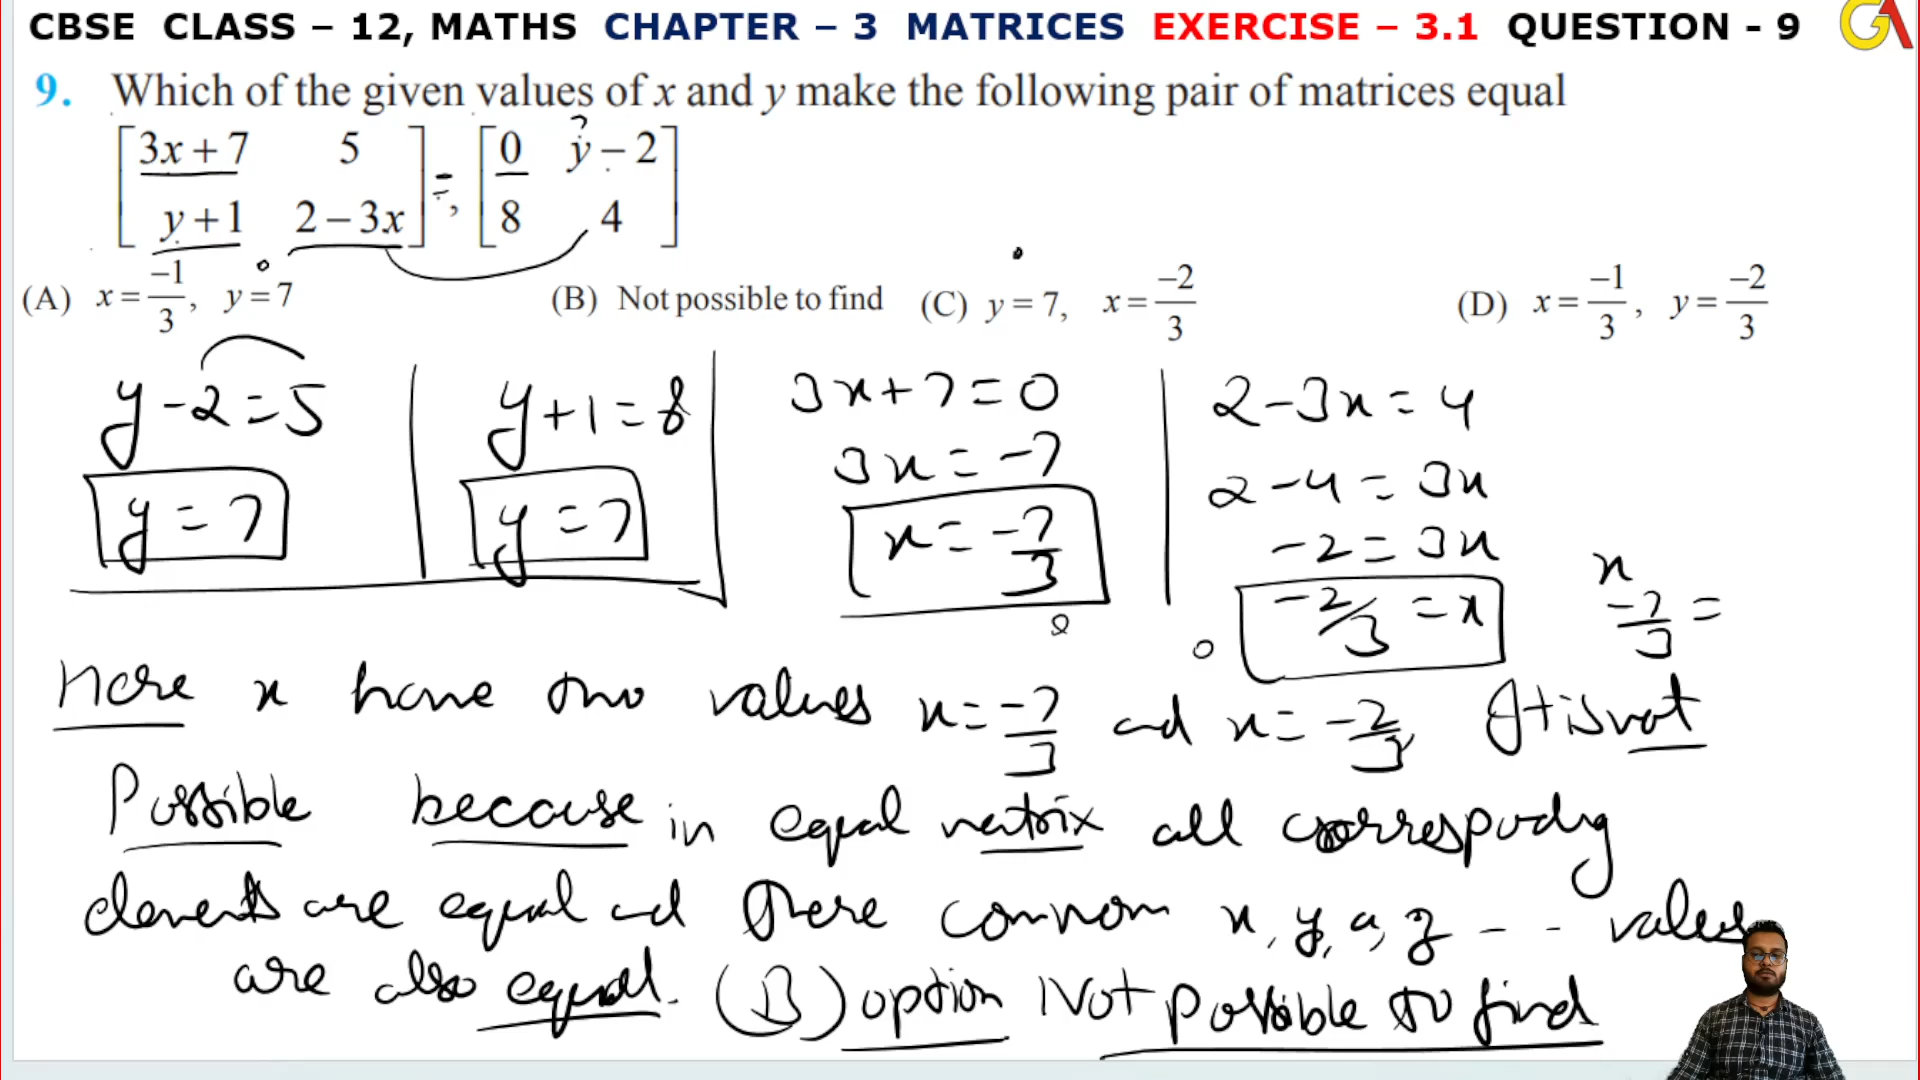 CBSE CLASS – 12, MATHS CHAPTER – 3 MATRICES EXERCISE – 3.1 QUESTION - 9
GA
9. Which of the given values of x and y make the following pair of matrices equal
[3x + 7 5] = [0 y – 2]
[y + 1 2 – 3x] , [8 4]
(A) x = –1/3, y = 7 (B) Not possible to find (C) y = 7, x = –2/3 (D) x = –1/3, y = –2/3
y-2=5 | y+1=8 | 3x+7=0 | 2-3x=4
3x=-7 2-4=3x
y=7 y=7 x=-7/3 -2=3x
-2/3=x x
-7/3=
here x have two values x=-7/3 and x=-2/3, It is not
Possible because in equal matrix all corresponding
elements are equal and there common x, y, a, z -- values
are also equal. (B) option Not possible to find